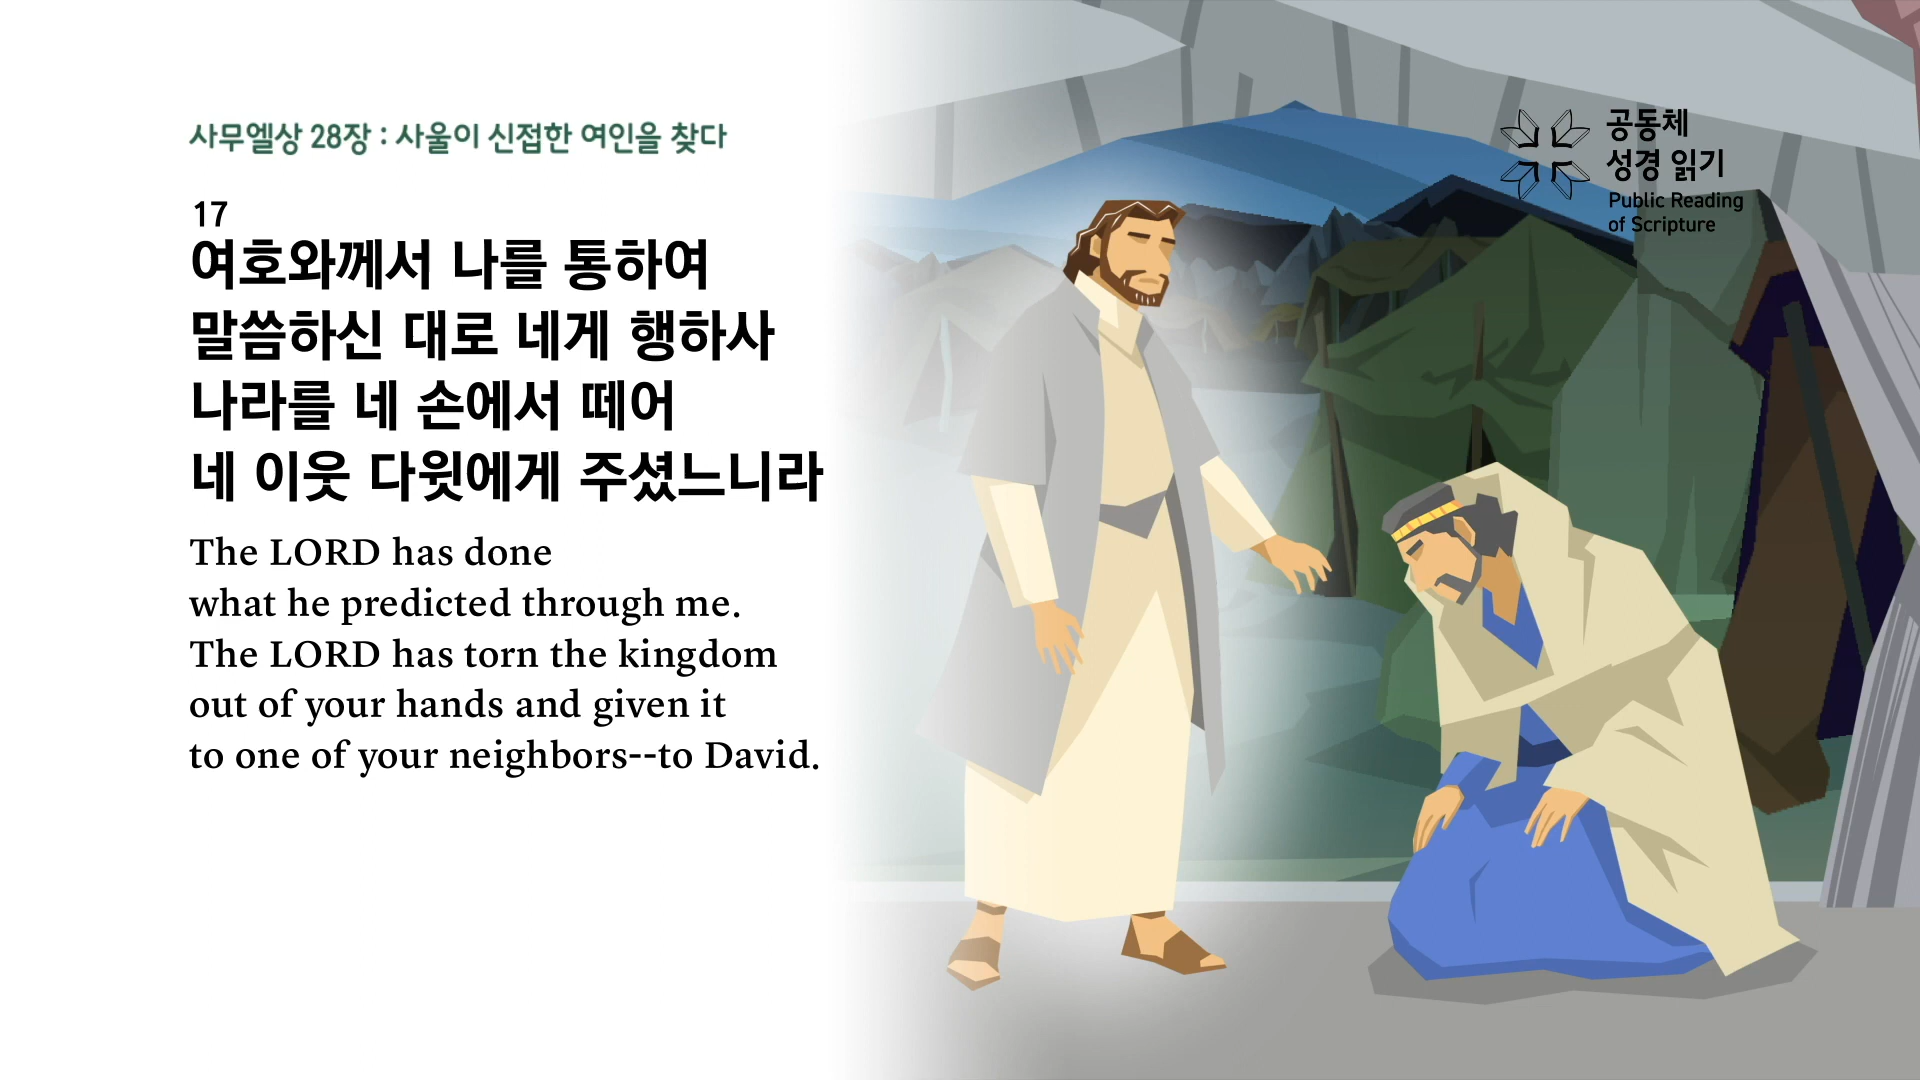 사무엘상 28장 : 사울이 신접한 여인을 찾다
17
여호와께서 나를 통하여
말씀하신 대로 네게 행하사
나라를 네 손에서 떼어
네 이웃 다윗에게 주셨느니라
The LORD has done
what he predicted through me.
The LORD has torn the kingdom
out of your hands and given it
to one of your neighbors--to David.
공동체
성경 읽기
Public Reading
of Scripture